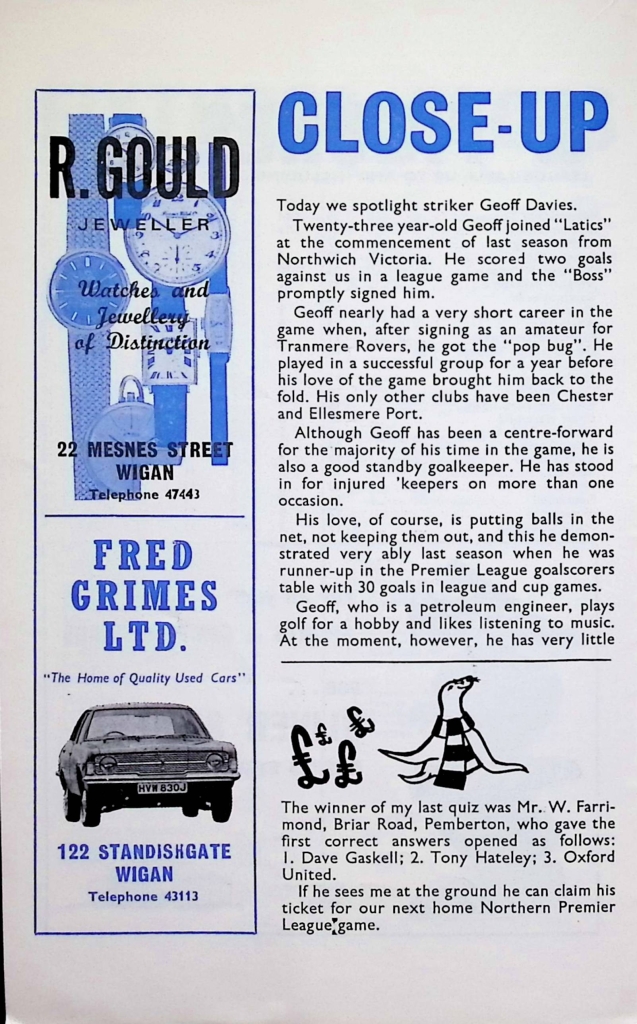 R. GOULD
JEWELLER
Watches and
Jewellery
of Distinction
22 MESNES STREET
WIGAN
Telephone 47443
FRED
GRIMES
LTD.
"The Home of Quality Used Cars"
HVW 830J
122 STANDISHGATE
WIGAN
Telephone 43113
CLOSE-UP
Today we spotlight striker Geoff Davies.
Twenty-three year-old Geoff joined "Latics"
at the commencement of last season from
Northwich Victoria. He scored two goals
against us in a league game and the "Boss"
promptly signed him.
Geoff nearly had a very short career in the
game when, after signing as an amateur for
Tranmere Rovers, he got the "pop bug". He
played in a successful group for a year before
his love of the game brought him back to the
fold. His only other clubs have been Chester
and Ellesmere Port.
Although Geoff has been a centre-forward
for the majority of his time in the game, he is
also a good standby goalkeeper. He has stood
in for injured 'keepers on more than one
occasion.
His love, of course, is putting balls in the
net, not keeping them out, and this he demon-
strated very ably last season when he was
runner-up in the Premier League goalscorers
table with 30 goals in league and cup games.
Geoff, who is a petroleum engineer, plays
golf for a hobby and likes listening to music.
At the moment, however, he has very little
£ £ £ £
The winner of my last quiz was Mr. W. Farri-
mond, Briar Road, Pemberton, who gave the
first correct answers opened as follows:
1. Dave Gaskell; 2. Tony Hateley; 3. Oxford
United.
If he sees me at the ground he can claim his
ticket for our next home Northern Premier
League game.